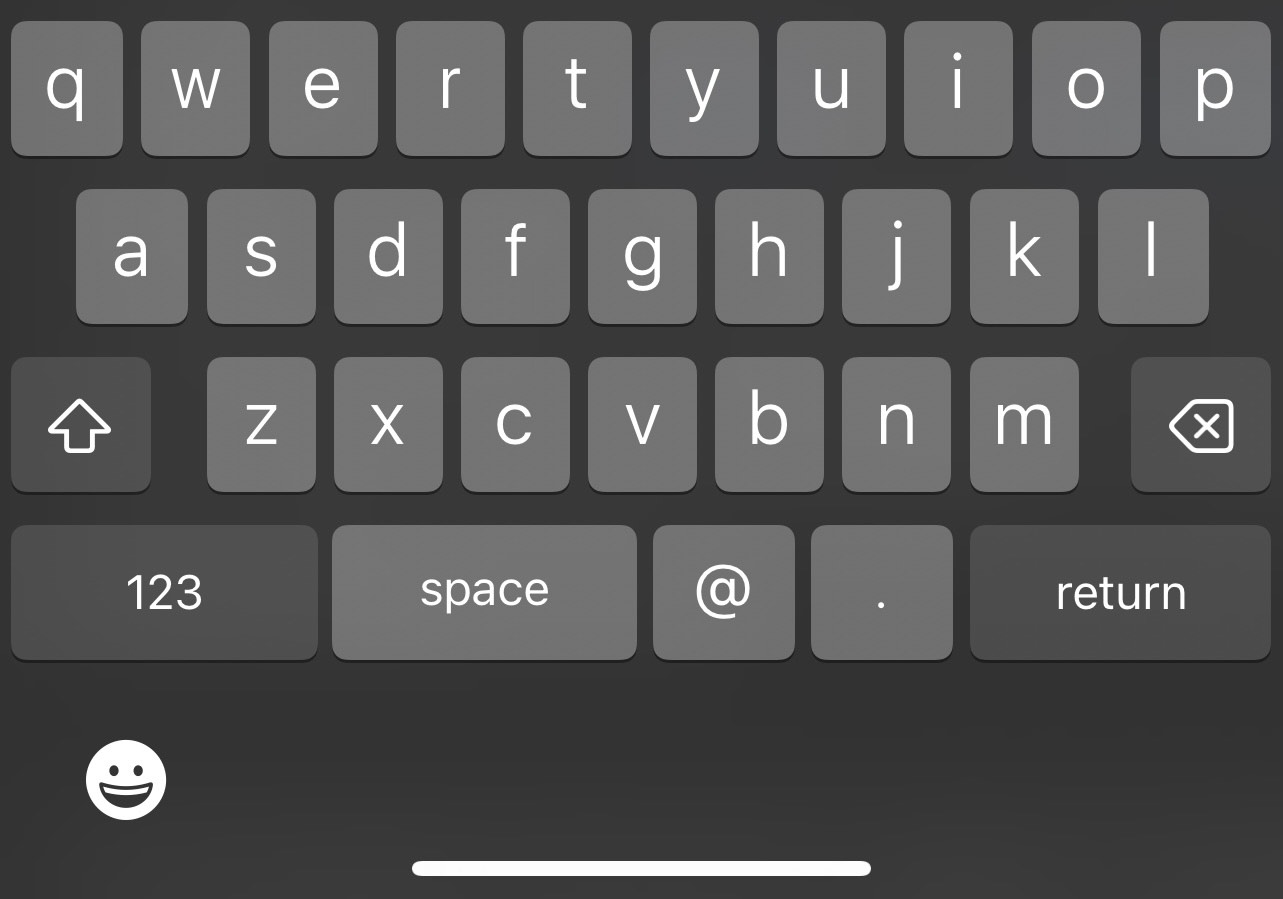 q w e r t y u i o p
a s d f g h j k l
z x c v b n m
123 space @ . return